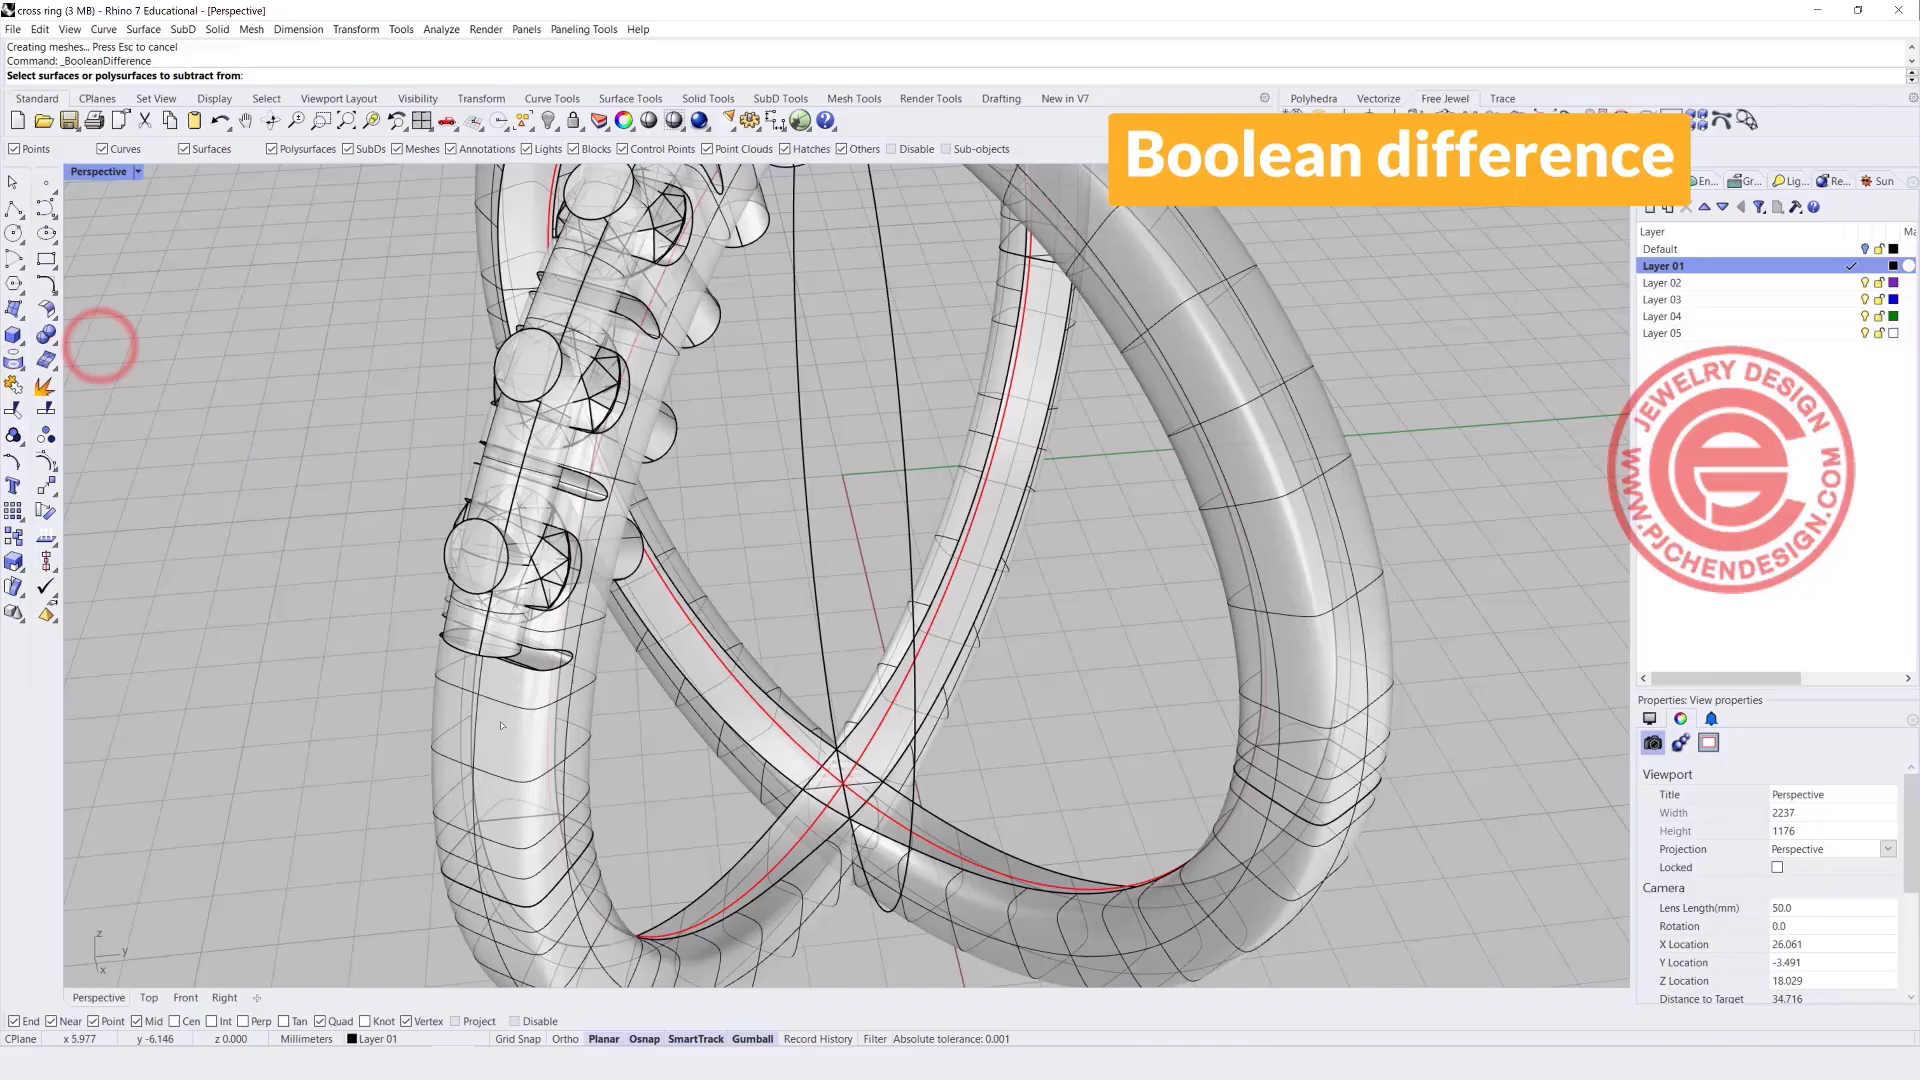 cross ring (3 MB) - Rhino 7 Educational - [Perspective]
File Edit View Curve Surface SubD Solid Mesh Dimension Transform Tools Analyze Render Panels Paneling Tools Help
Creating meshes... Press Esc to cancel
Command: _BooleanDifference
Select surfaces or polysurfaces to subtract from:
Standard CPlanes Set View Display Select Viewport Layout Visibility Transform Curve Tools Surface Tools Solid Tools SubD Tools Mesh Tools Render Tools Drafting New in V7 Polyhedra Vectorize Free Jewel Trace
Points Curves Surfaces Polysurfaces SubDs Meshes Annotations Lights Blocks Control Points Point Clouds Hatches Others Disable Sub-objects
Boolean difference
Perspective
En... Gr... Lig... Re... Sun
Layer Ma
Default
Layer 01
Layer 02
Layer 03
Layer 04
Layer 05
JEWELRY DESIGN
WWW.PJCHENDESIGN.COM
Properties: View properties
Viewport
Title Perspective
Width 2237
Height 1176
Projection Perspective
Locked
Camera
Lens Length(mm) 50.0
Rotation 0.0
X Location 26.061
Y Location -3.491
Z Location 18.029
Distance to Target 34.716
z
y
x
Perspective Top Front Right
End Near Point Mid Cen Int Perp Tan Quad Knot Vertex Project Disable
CPlane x 5.977 y -6.146 z 0.000 Millimeters Layer 01 Grid Snap Ortho Planar Osnap SmartTrack Gumball Record History Filter Absolute tolerance: 0.001